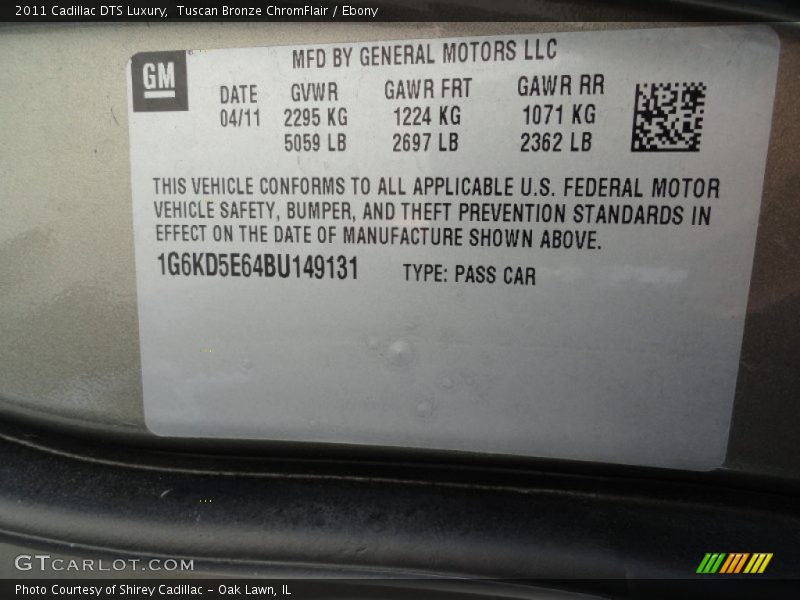 2011 Cadillac DTS Luxury,  Tuscan Bronze ChromFlair / Ebony
GM
MFD BY GENERAL MOTORS LLC
DATE GVWR GAWR FRT GAWR RR
04/11 2295 KG 1224 KG 1071 KG
5059 LB 2697 LB 2362 LB
THIS VEHICLE CONFORMS TO ALL APPLICABLE U.S. FEDERAL MOTOR
VEHICLE SAFETY, BUMPER, AND THEFT PREVENTION STANDARDS IN
EFFECT ON THE DATE OF MANUFACTURE SHOWN ABOVE.
1G6KD5E64BU149131 TYPE: PASS CAR
GTCARLOT.COM
Photo Courtesy of Shirey Cadillac - Oak Lawn, IL